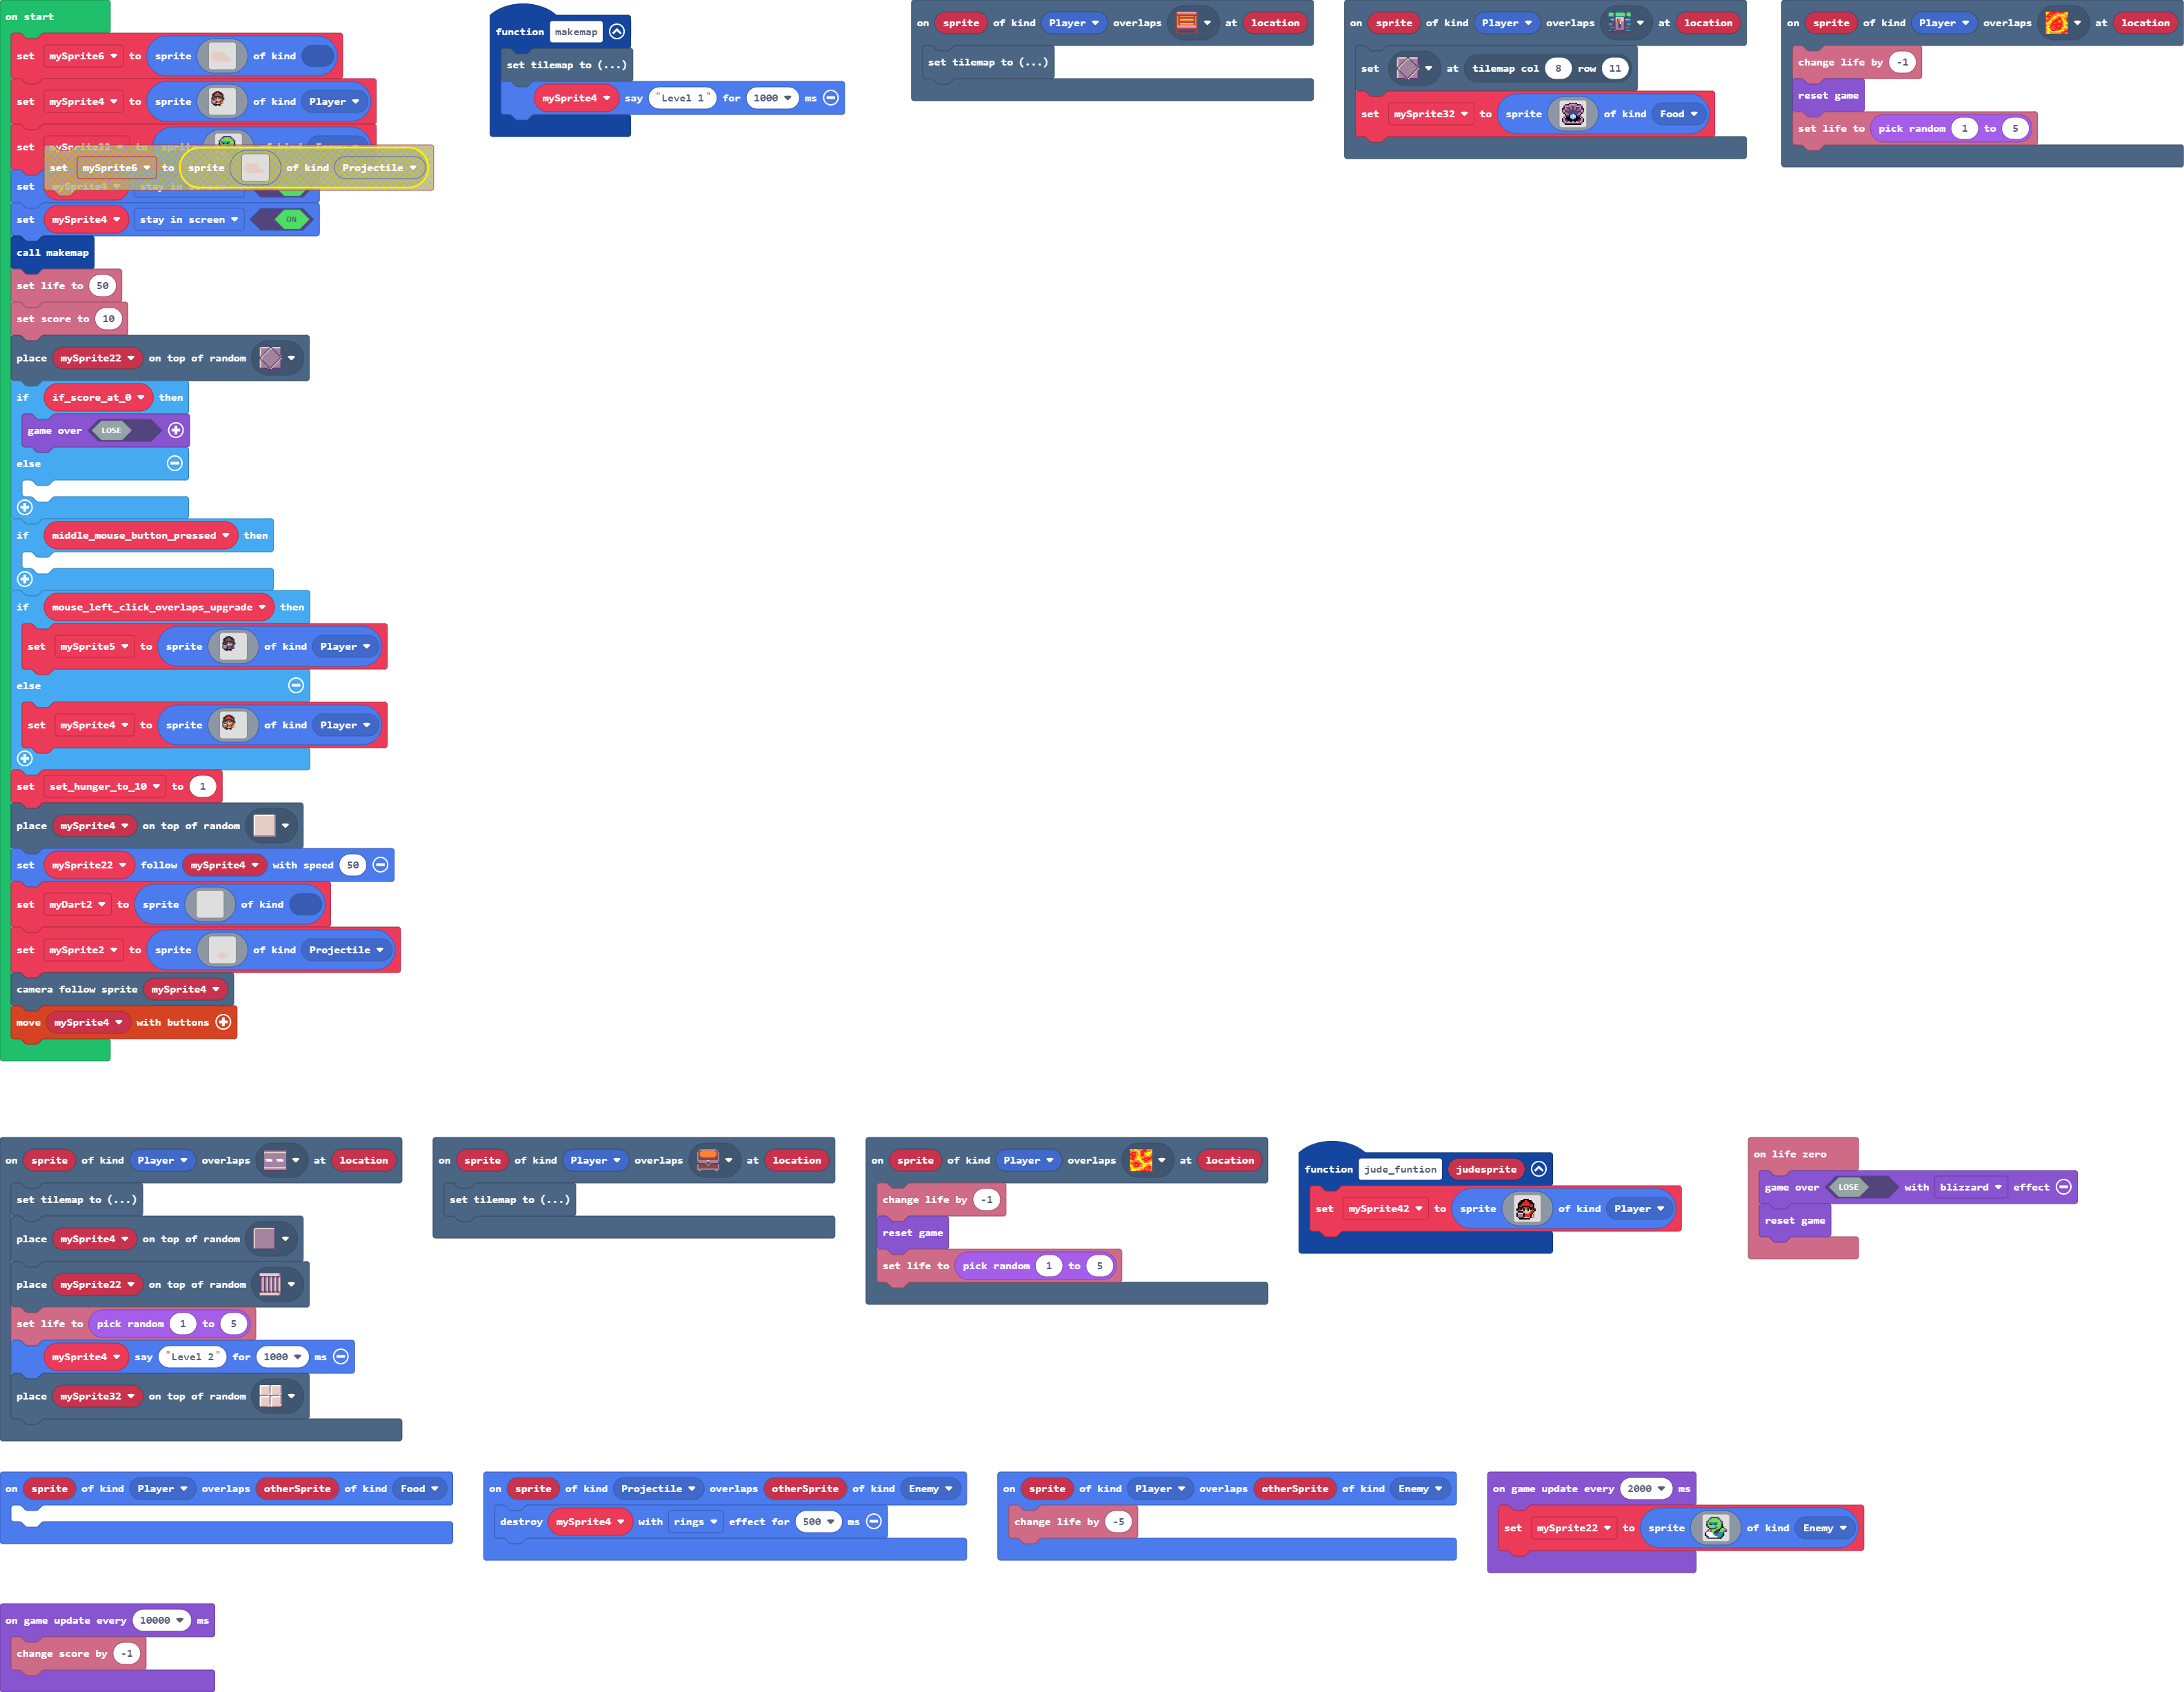 on start
set mySprite6 to sprite of kind
set mySprite4 to sprite of kind Player
set
set mySprite6 to sprite of kind Projectile
set mySprite4 stay in screen
set mySprite4 stay in screen ON
call makemap
set life to 50
set score to 10
place mySprite22 on top of random
if if_score_at_0 then
game over LOSE
else
if middle_mouse_button_pressed then
if mouse_left_click_overlaps_upgrade then
set mySprite5 to sprite of kind Player
else
set mySprite4 to sprite of kind Player
set set_hunger_to_10 to 1
place mySprite4 on top of random
set mySprite22 follow mySprite4 with speed 50
set myDart2 to sprite of kind
set mySprite2 to sprite of kind Projectile
camera follow sprite mySprite4
move mySprite4 with buttons
function makemap
set tilemap to (...)
mySprite4 say "Level 1" for 1000 ms
on sprite of kind Player overlaps at location
set tilemap to (...)
on sprite of kind Player overlaps at location
set at tilemap col 8 row 11
set mySprite32 to sprite of kind Food
on sprite of kind Player overlaps at location
change life by -1
reset game
set life to pick random 1 to 5
on sprite of kind Player overlaps at location
set tilemap to (...)
place mySprite4 on top of random
place mySprite22 on top of random
set life to pick random 1 to 5
mySprite4 say "Level 2" for 1000 ms
place mySprite32 on top of random
on sprite of kind Player overlaps at location
set tilemap to (...)
on sprite of kind Player overlaps at location
change life by -1
reset game
set life to pick random 1 to 5
function jude_funtion judesprite
set mySprite42 to sprite of kind Player
on life zero
game over LOSE with blizzard effect
reset game
on sprite of kind Player overlaps otherSprite of kind Food
on sprite of kind Projectile overlaps otherSprite of kind Enemy
destroy mySprite4 with rings effect for 500 ms
on sprite of kind Player overlaps otherSprite of kind Enemy
change life by -5
on game update every 2000 ms
set mySprite22 to sprite of kind Enemy
on game update every 10000 ms
change score by -1